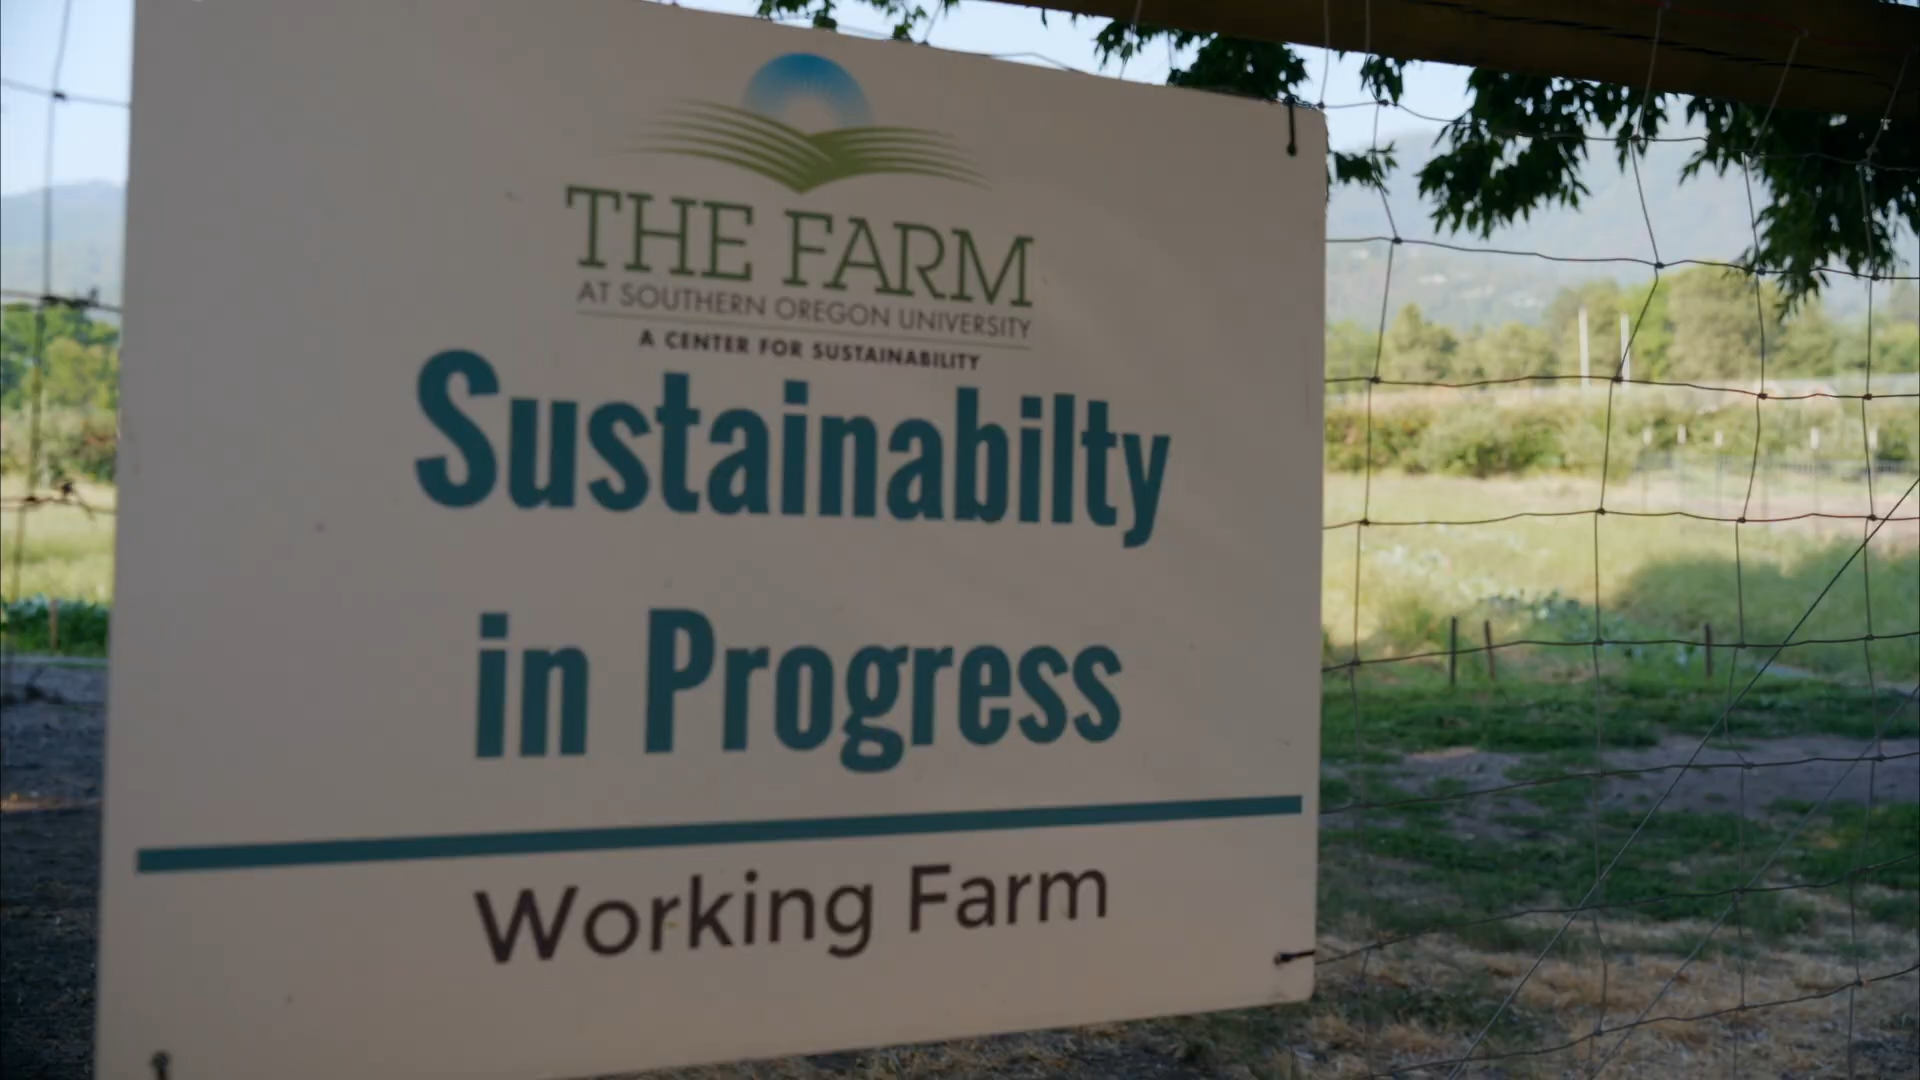 THE FARM
AT SOUTHERN OREGON UNIVERSITY
A CENTER FOR SUSTAINABILITY
Sustainabilty
in Progress
Working Farm